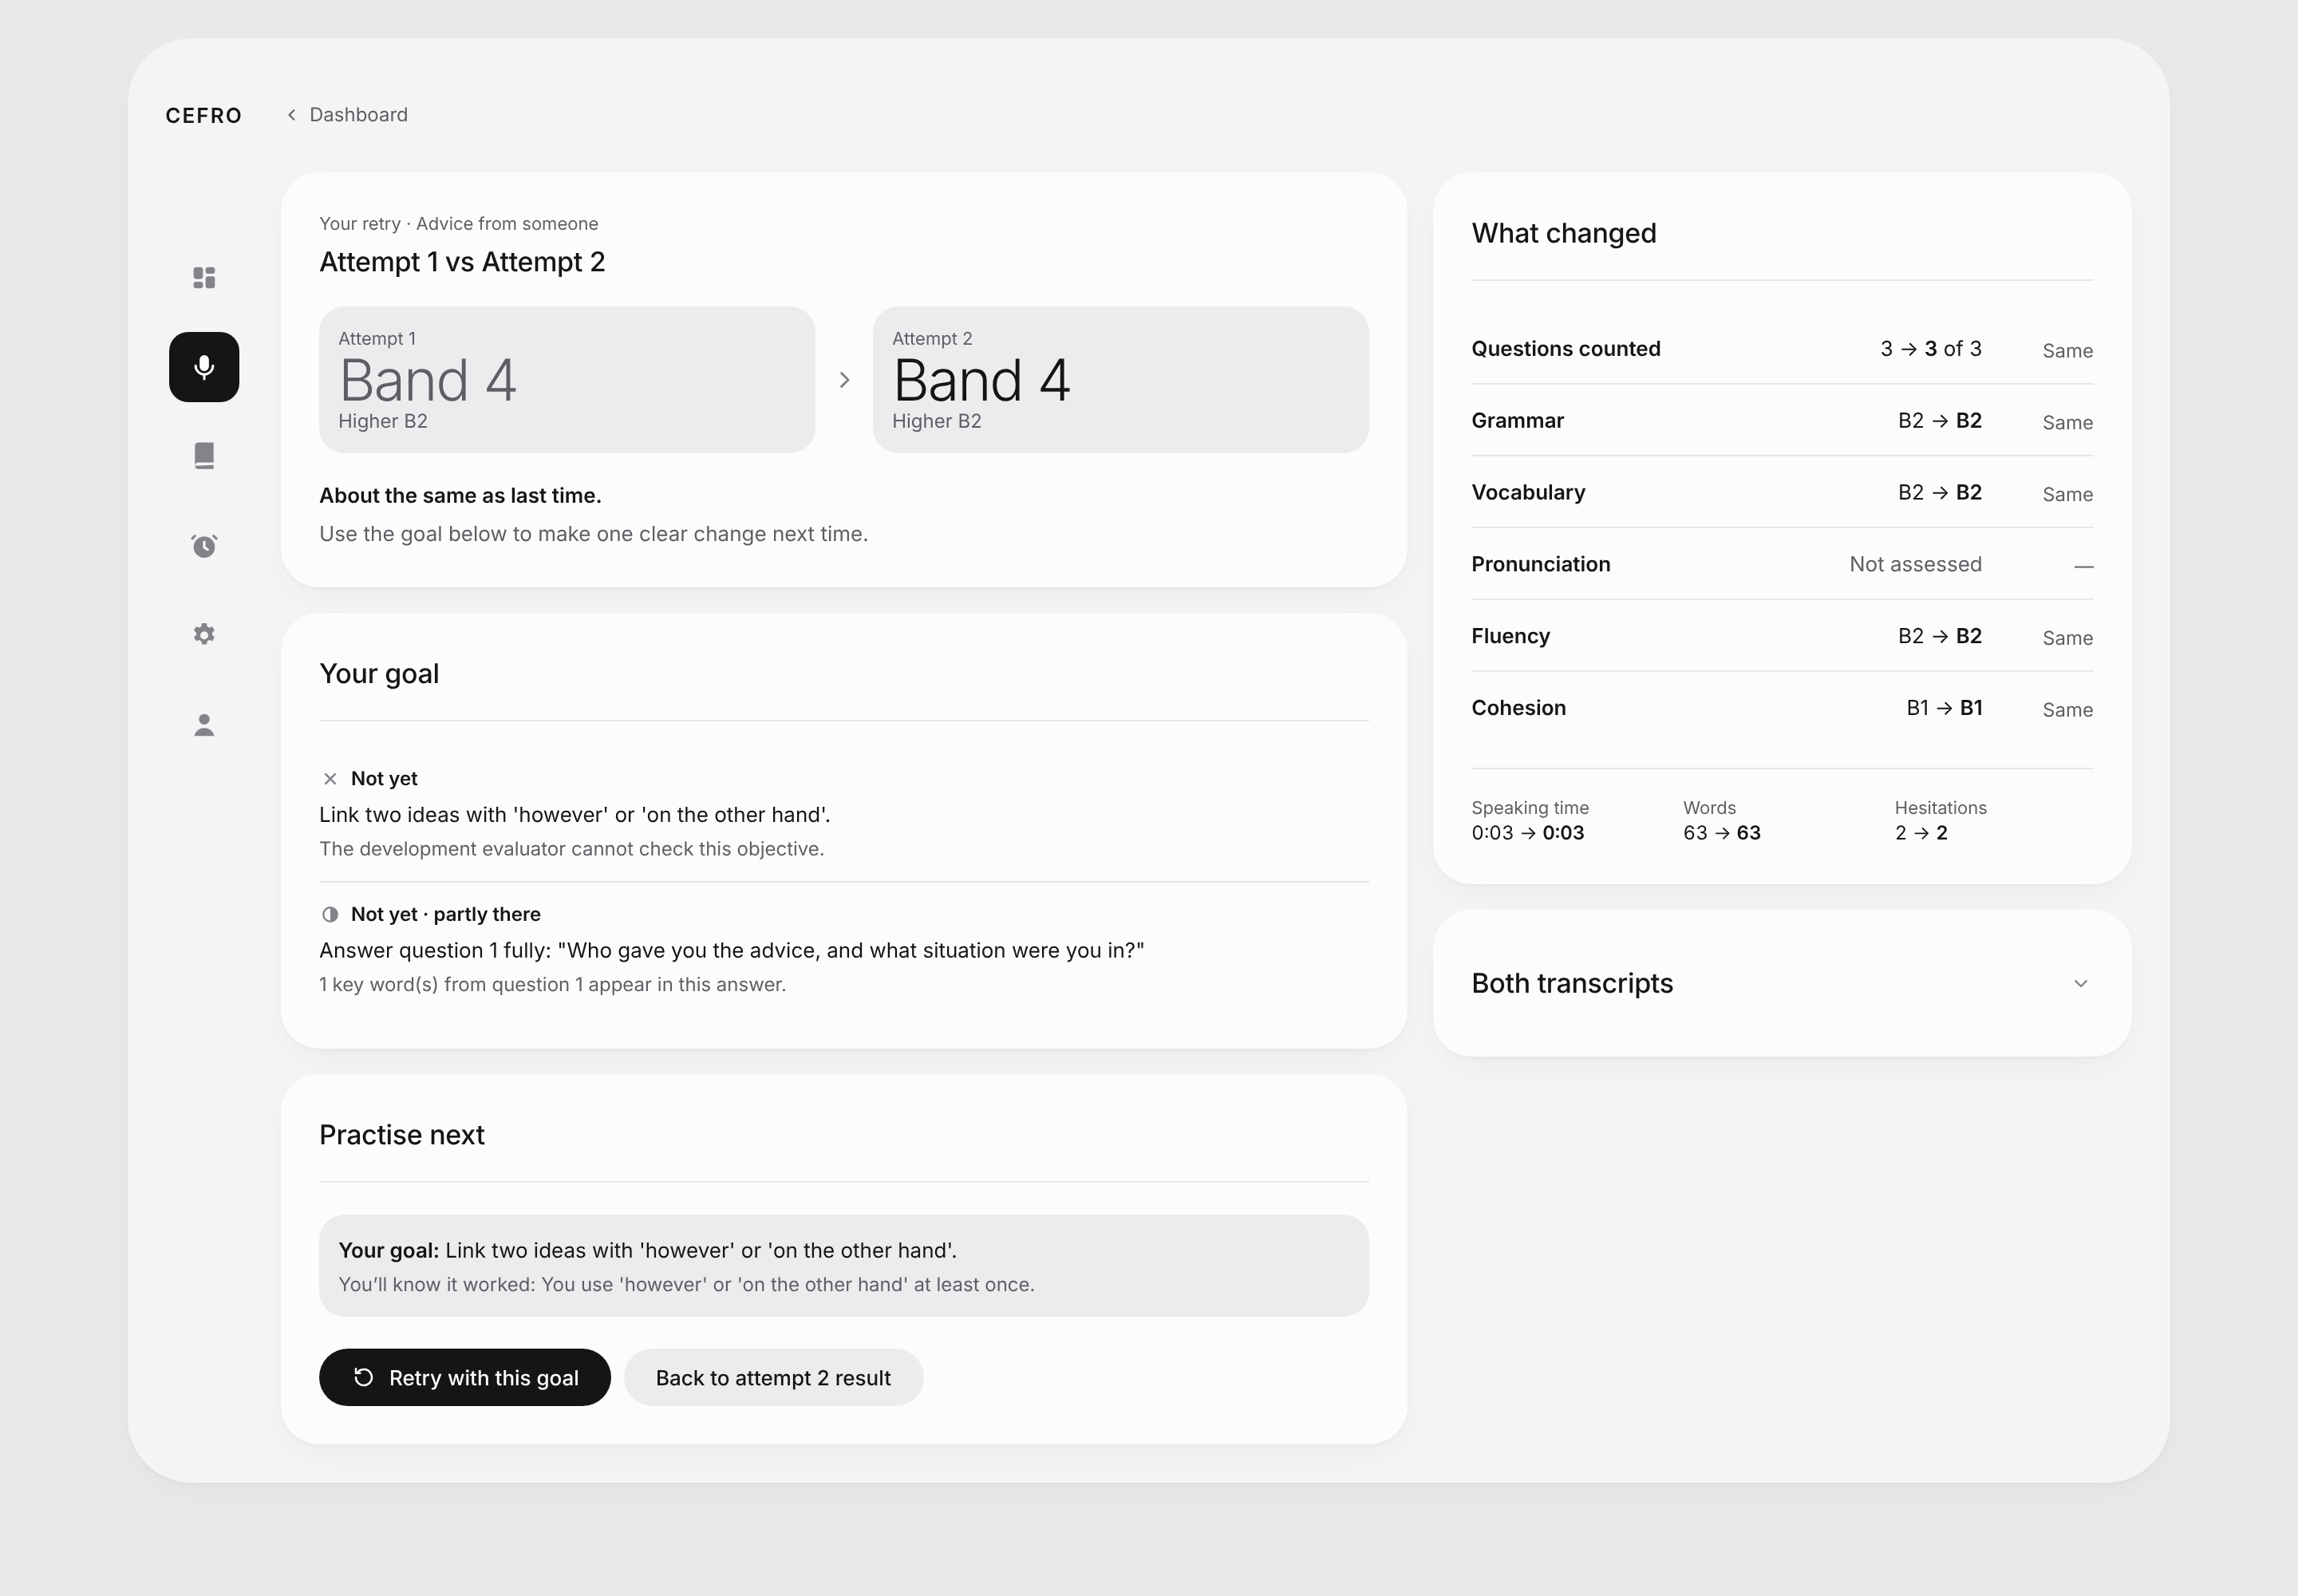 CEFRO
Dashboard
Your retry · Advice from someone
Attempt 1 vs Attempt 2
Attempt 1
Band 4
Higher B2
Attempt 2
Band 4
Higher B2
About the same as last time.
Use the goal below to make one clear change next time.
Your goal
Not yet
Link two ideas with 'however' or 'on the other hand'.
The development evaluator cannot check this objective.
Not yet · partly there
Answer question 1 fully: "Who gave you the advice, and what situation were you in?"
1 key word(s) from question 1 appear in this answer.
Practise next
Your goal: Link two ideas with 'however' or 'on the other hand'.
You’ll know it worked: You use 'however' or 'on the other hand' at least once.
Retry with this goal
Back to attempt 2 result
What changed
Questions counted 3 → 3 of 3 Same
Grammar B2 → B2 Same
Vocabulary B2 → B2 Same
Pronunciation Not assessed —
Fluency B2 → B2 Same
Cohesion B1 → B1 Same
Speaking time Words Hesitations
0:03 → 0:03 63 → 63 2 → 2
Both transcripts